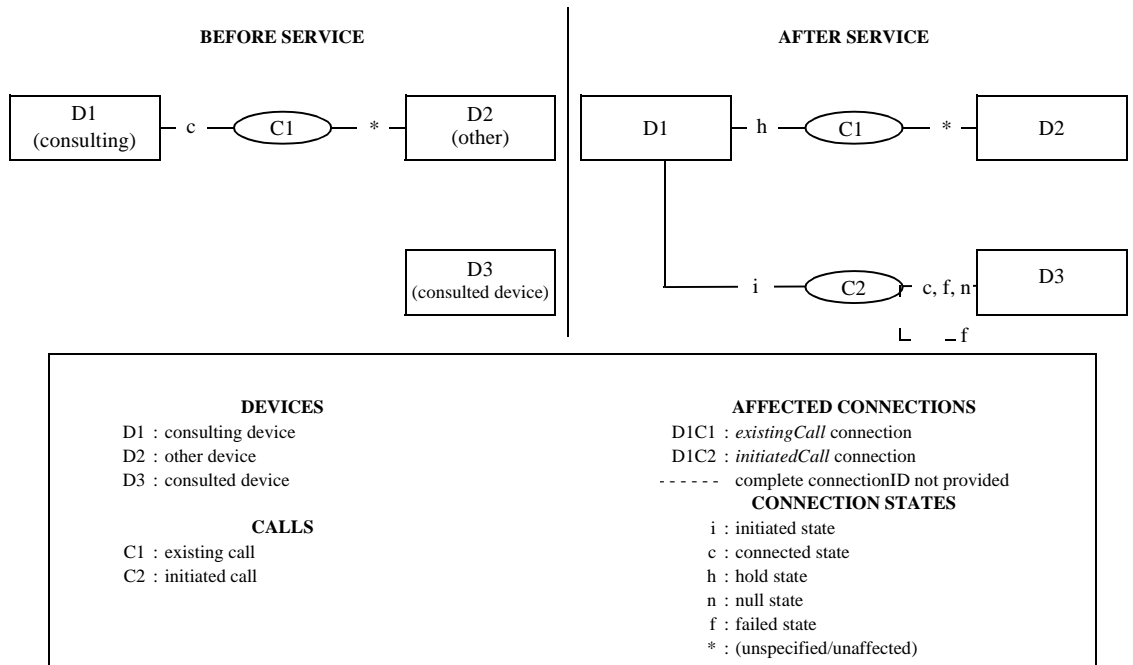 BEFORE SERVICE
AFTER SERVICE
D1
(consulting)
c
C1
*
D2
(other)
D1
h
C1
*
D2
D3
(consulted device)
i
C2
c, f, n
D3
f
DEVICES
D1 : consulting device
D2 : other device
D3 : consulted device
CALLS
C1 : existing call
C2 : initiated call
AFFECTED CONNECTIONS
D1C1 : existingCall connection
D1C2 : initiatedCall connection
- - - - - - complete connectionID not provided
CONNECTION STATES
i : initiated state
c : connected state
h : hold state
n : null state
f : failed state
* : (unspecified/unaffected)